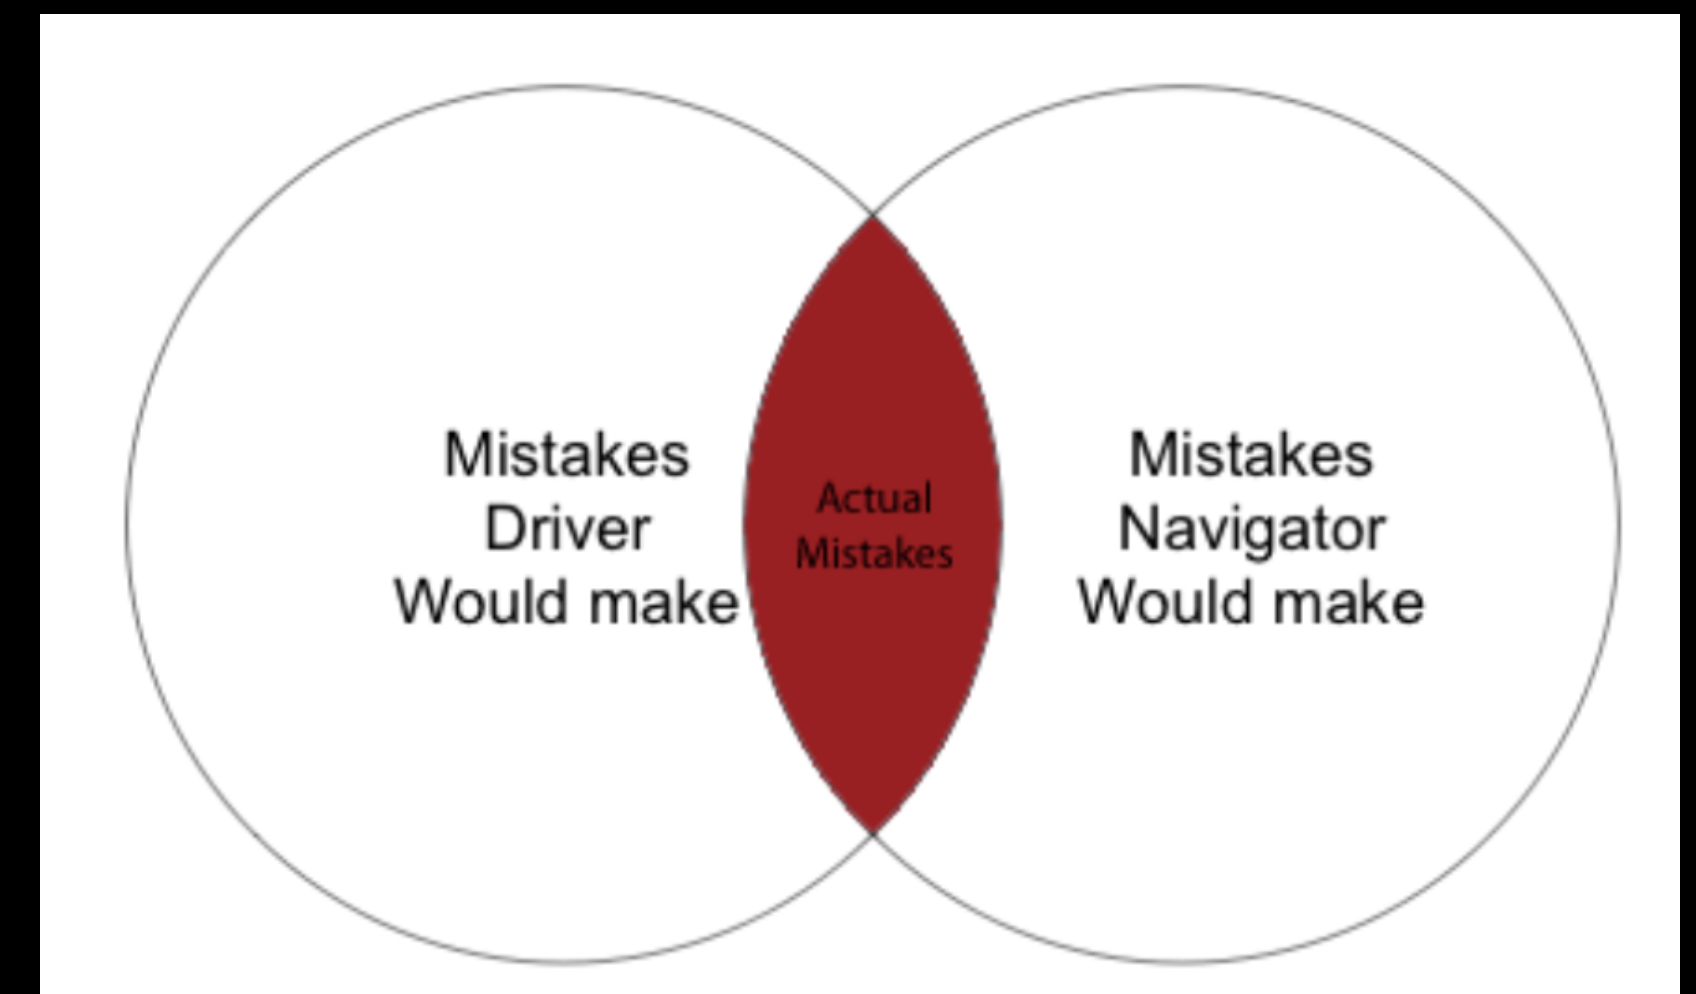 Mistakes
Driver
Would make
Actual
Mistakes
Mistakes
Navigator
Would make